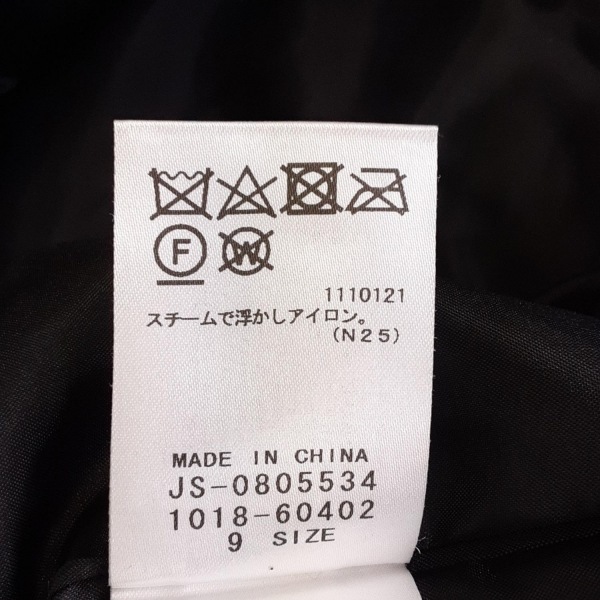 F W
1110121
スチームで浮かしアイロン。
(N25)
MADE IN CHINA
JS-0805534
1018-60402
9 SIZE